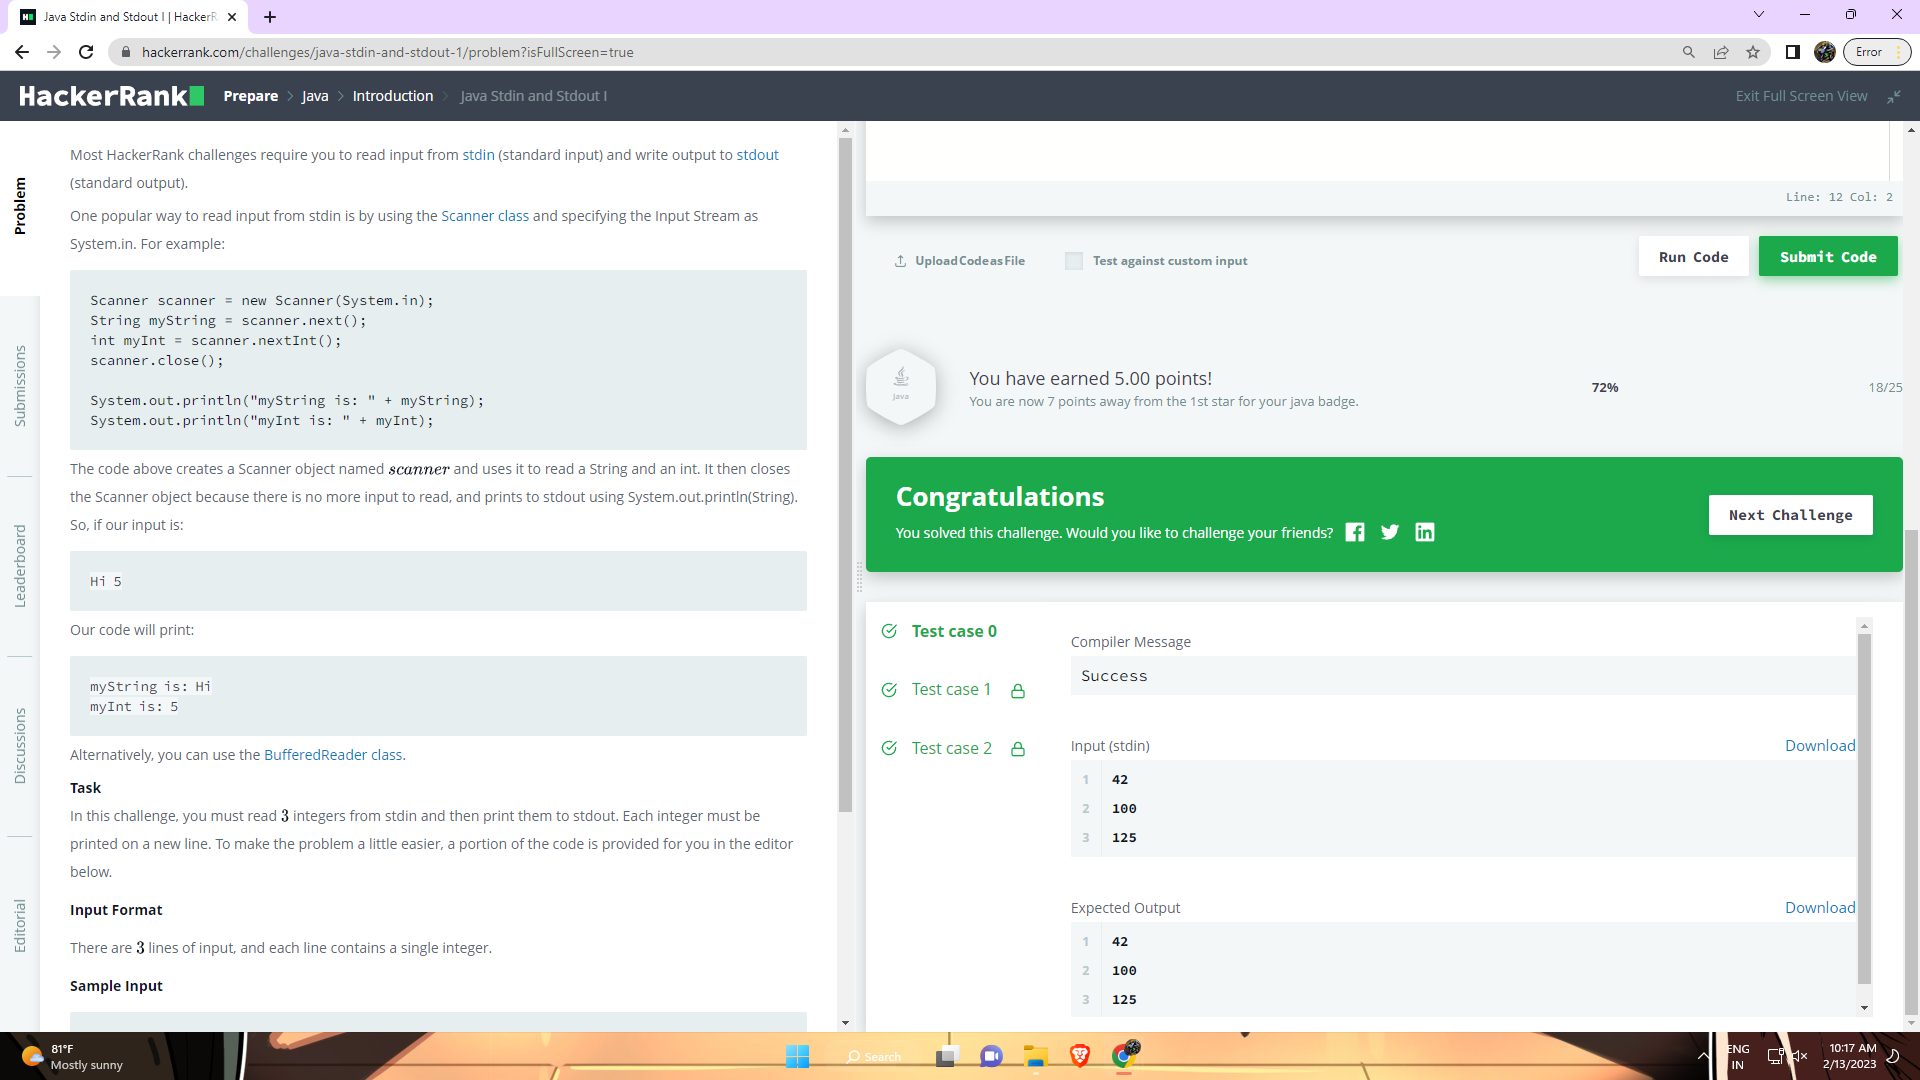 Java Stdin and Stdout I | HackerR
hackerrank.com/challenges/java-stdin-and-stdout-1/problem?isFullScreen=true
Error
HackerRank
Prepare > Java > Introduction > Java Stdin and Stdout I
Exit Full Screen View
Problem
Submissions
Leaderboard
Discussions
Editorial
Most HackerRank challenges require you to read input from stdin (standard input) and write output to stdout
(standard output).
One popular way to read input from stdin is by using the Scanner class and specifying the Input Stream as
System.in. For example:
Scanner scanner = new Scanner(System.in);
String myString = scanner.next();
int myInt = scanner.nextInt();
scanner.close();
System.out.println("myString is: " + myString);
System.out.println("myInt is: " + myInt);
The code above creates a Scanner object named scanner and uses it to read a String and an int. It then closes
the Scanner object because there is no more input to read, and prints to stdout using System.out.println(String).
So, if our input is:
Hi 5
Our code will print:
myString is: Hi
myInt is: 5
Alternatively, you can use the BufferedReader class.
Task
In this challenge, you must read 3 integers from stdin and then print them to stdout. Each integer must be
printed on a new line. To make the problem a little easier, a portion of the code is provided for you in the editor
below.
Input Format
There are 3 lines of input, and each line contains a single integer.
Sample Input
Line: 12 Col: 2
Upload Code as File
Test against custom input
Run Code
Submit Code
Java
You have earned 5.00 points!
You are now 7 points away from the 1st star for your java badge.
72%
18/25
Congratulations
You solved this challenge. Would you like to challenge your friends?
Next Challenge
Test case 0
Test case 1
Test case 2
Compiler Message
Success
Input (stdin)
Download
1 42
2 100
3 125
Expected Output
Download
1 42
2 100
3 125
81°F
Mostly sunny
Search
ENG
IN
10:17 AM
2/13/2023